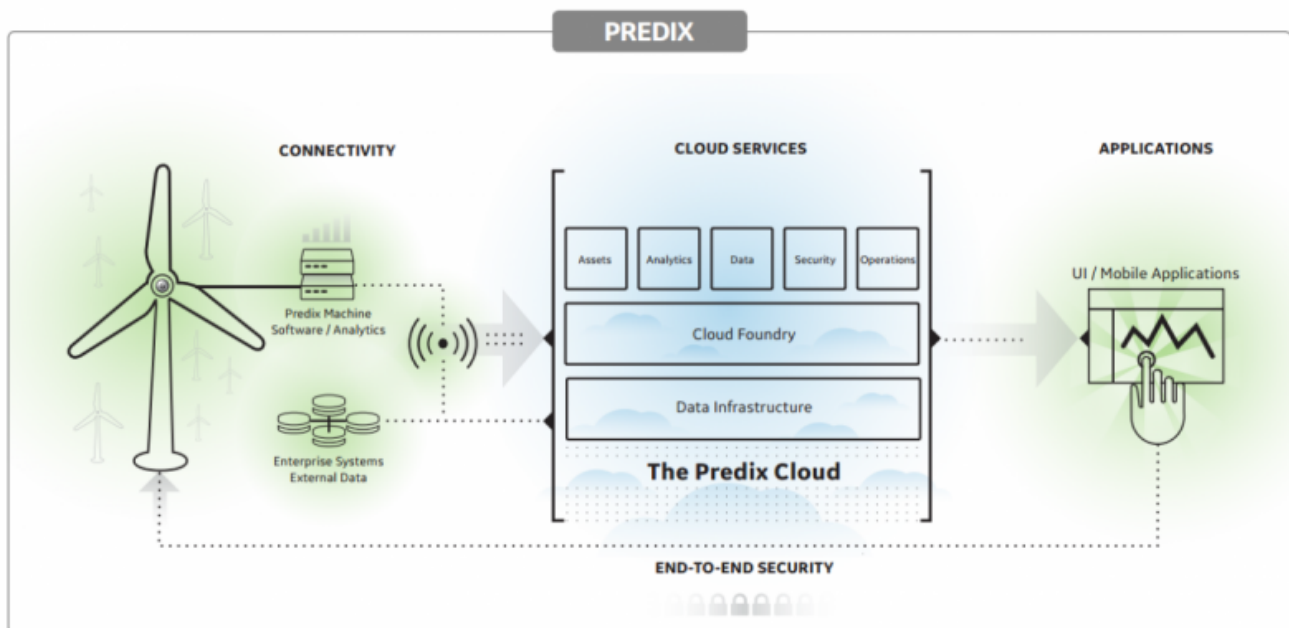 PREDIX
CONNECTIVITY
CLOUD SERVICES
APPLICATIONS
Assets
Analytics
Data
Security
Operations
UI / Mobile Applications
Predix Machine
Software / Analytics
Cloud Foundry
Data Infrastructure
Enterprise Systems
External Data
The Predix Cloud
END-TO-END SECURITY